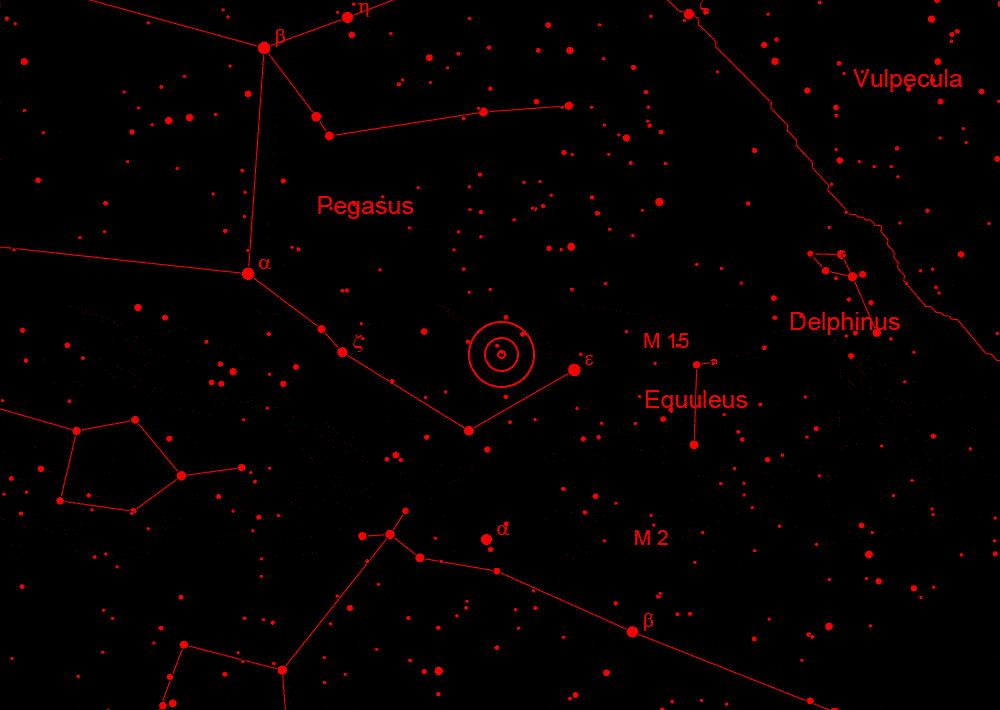 η
β
ζ
Vulpecula
Pegasus
α
Delphinus
ζ
M 15
ε
Equuleus
α
M 2
β